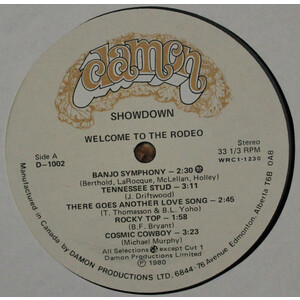 damon
SHOWDOWN
WELCOME TO THE RODEO
Side A
D-1002
Stereo
33 1/3 RPM
WRC1-1230
BANJO SYMPHONY - 2:30
(Berthold, LaRocque, McLellan, Holley)
TENNESSEE STUD - 3:11
(J. Driftwood)
THERE GOES ANOTHER LOVE SONG - 2:45
(T. Thomasson & B.L. Yoho)
ROCKY TOP - 1:58
(B.F. Bryant)
COSMIC COWBOY - 3:23
(Michael Murphy)
All Selections except Cut 1
Damon Productions Limited
℗ 1980
Manufactured in Canada by DAMON PRODUCTIONS LTD. 6844-76 Avenue Edmonton, Alberta T6B 0A8